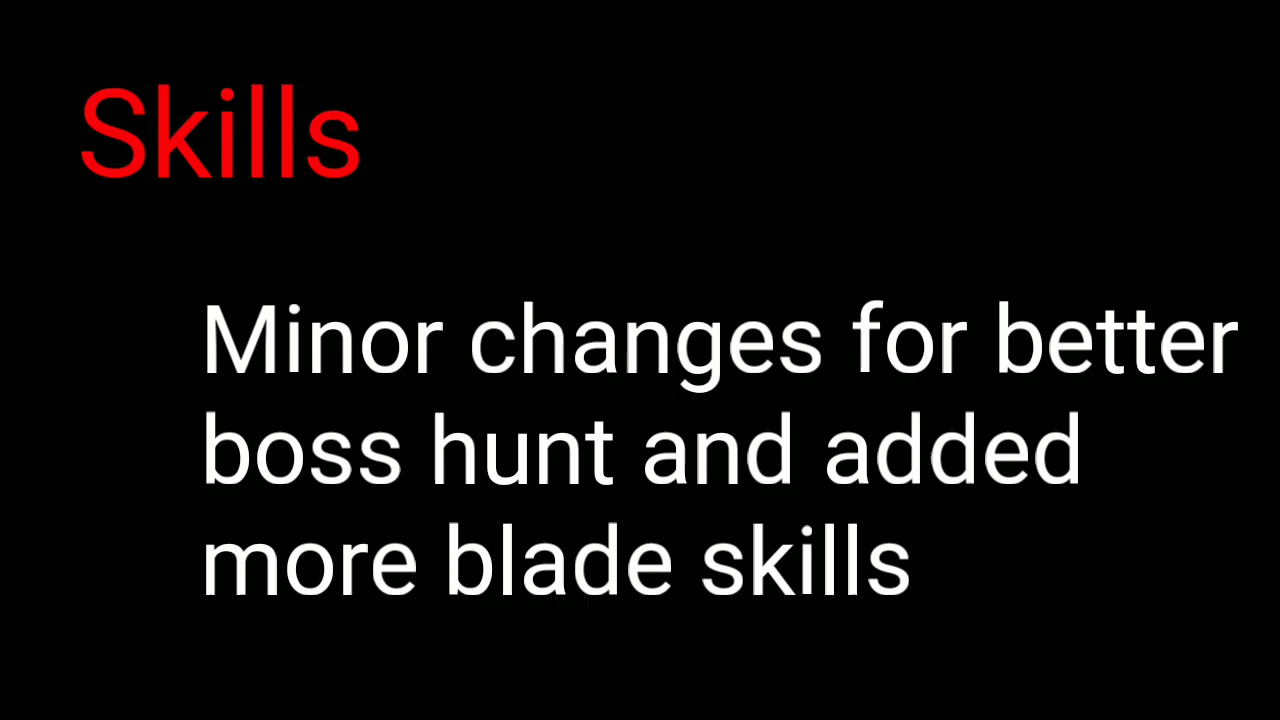 Skills
Minor changes for better
boss hunt and added
more blade skills